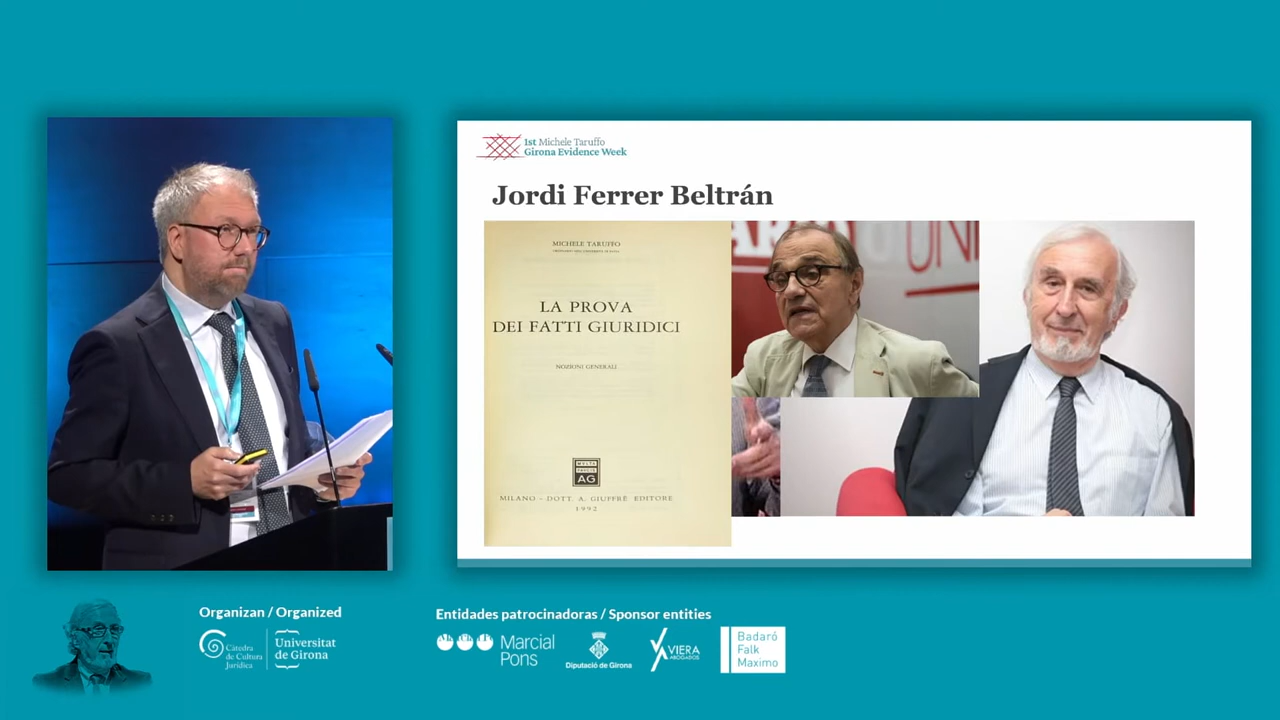 1st Michele Taruffo
Girona Evidence Week
Jordi Ferrer Beltrán
MICHELE TARUFFO
LA PROVA
DEI FATTI GIURIDICI
NOZIONI GENERALI
AG
MILANO - DOTT. A. GIUFFRÈ EDITORE
1992
UNI
Organizan / Organized
Càtedra
de Cultura
Jurídica
Universitat
de Girona
Entidades patrocinadoras / Sponsor entities
Marcial
Pons
Diputació de Girona
VIERA
ABOGADOS
Badaró
Falk
Maximo